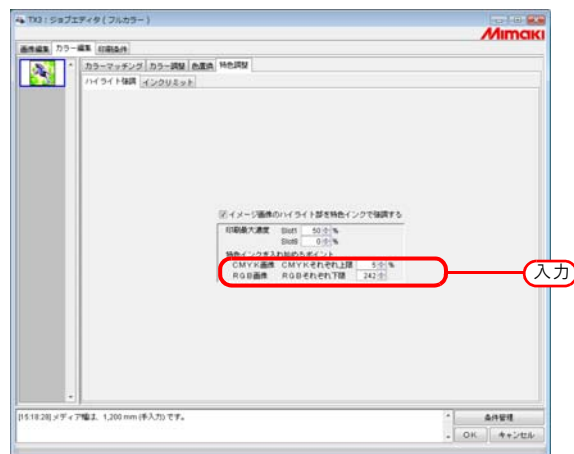 TX3 : ジョブエディタ ( フルカラー )
Mimaki
画像編集 カラー編集 印刷条件
カラーマッチング カラー調整 色置換 特色調整
ハイライト強調 インクリミット
イメージ画像のハイライト部を特色インクで強調する
印刷最大濃度 Slot1 50 %
Slot8 0 %
特色インクを入れ始めるポイント
CMYK画像 CMYKそれぞれ上限 5 %
RGB画像 RGBそれぞれ下限 242
入力
[15:18:28] メディア幅は、1,200 mm (手入力) です。
条件管理
OK キャンセル